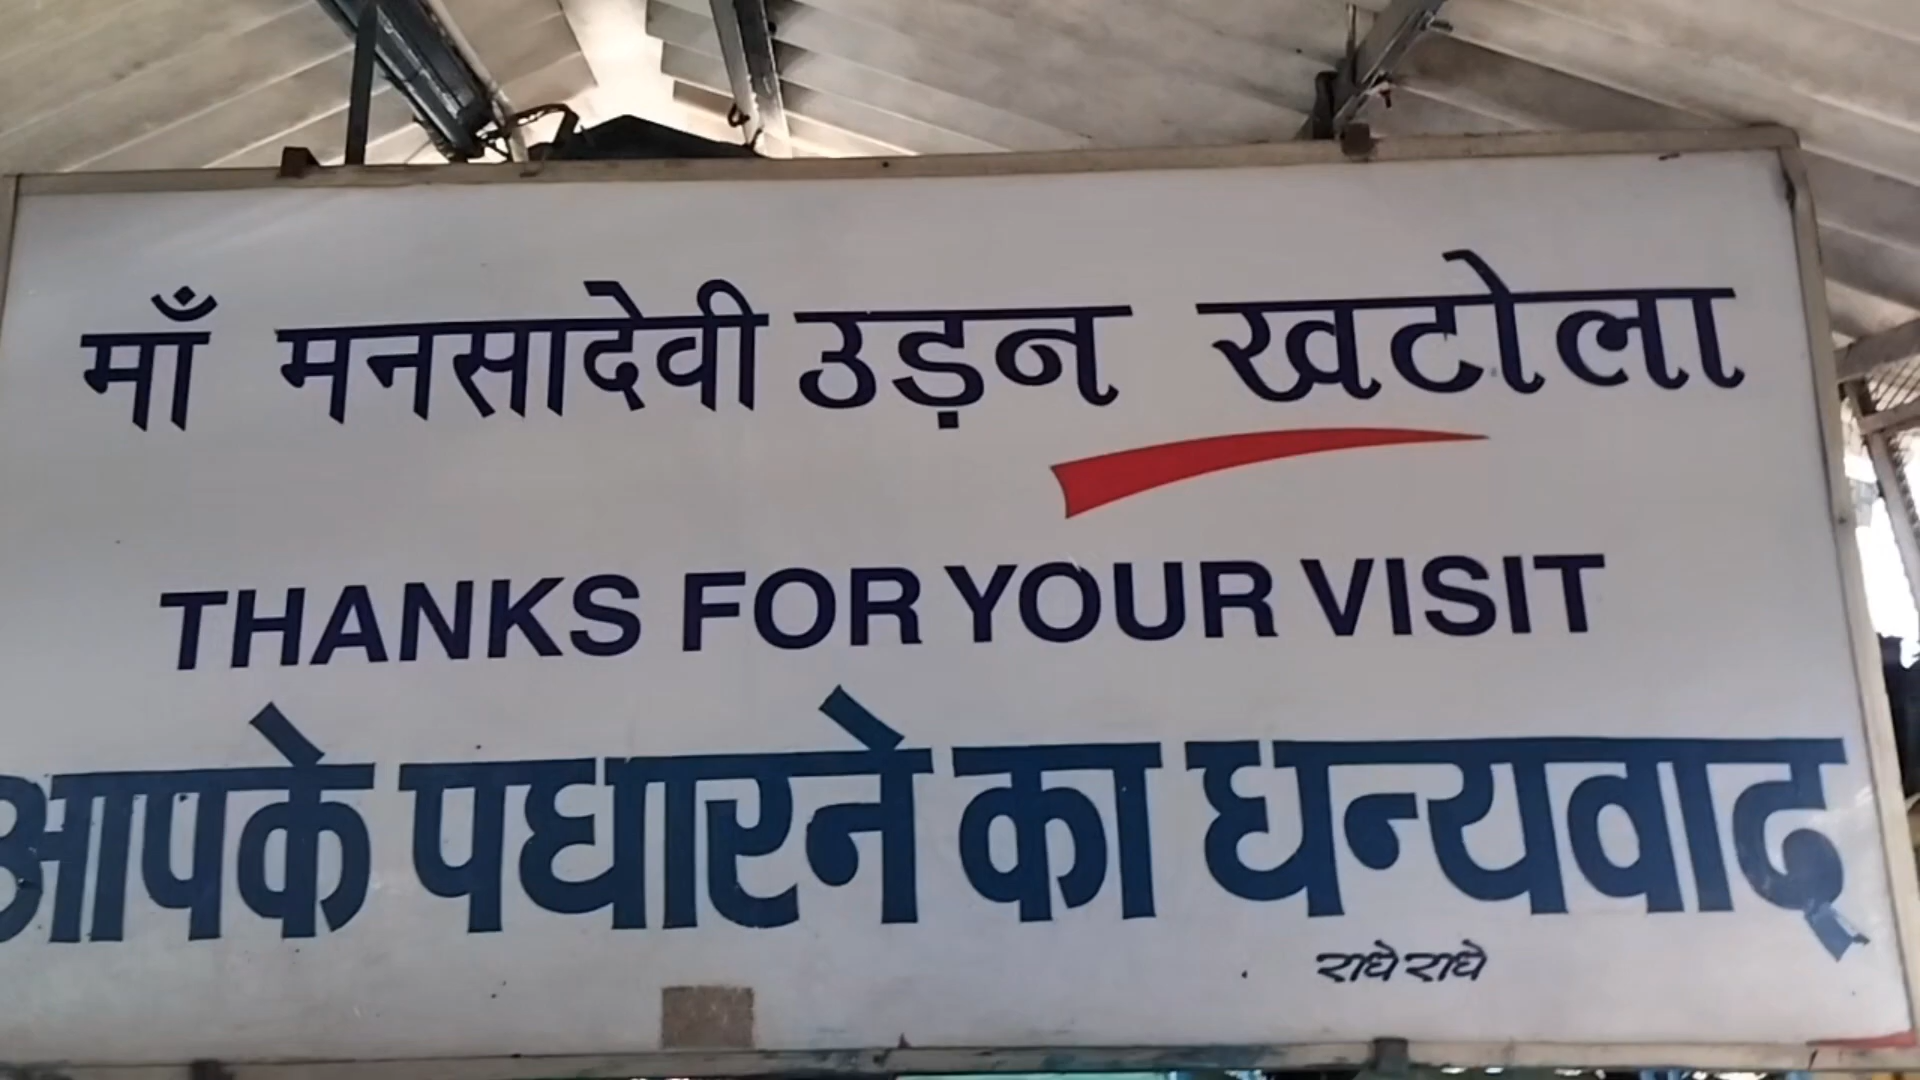 माँ मनसादेवी उड़न खटोला
THANKS FOR YOUR VISIT
आपके पधारने का धन्यवाद्
राधे राधे